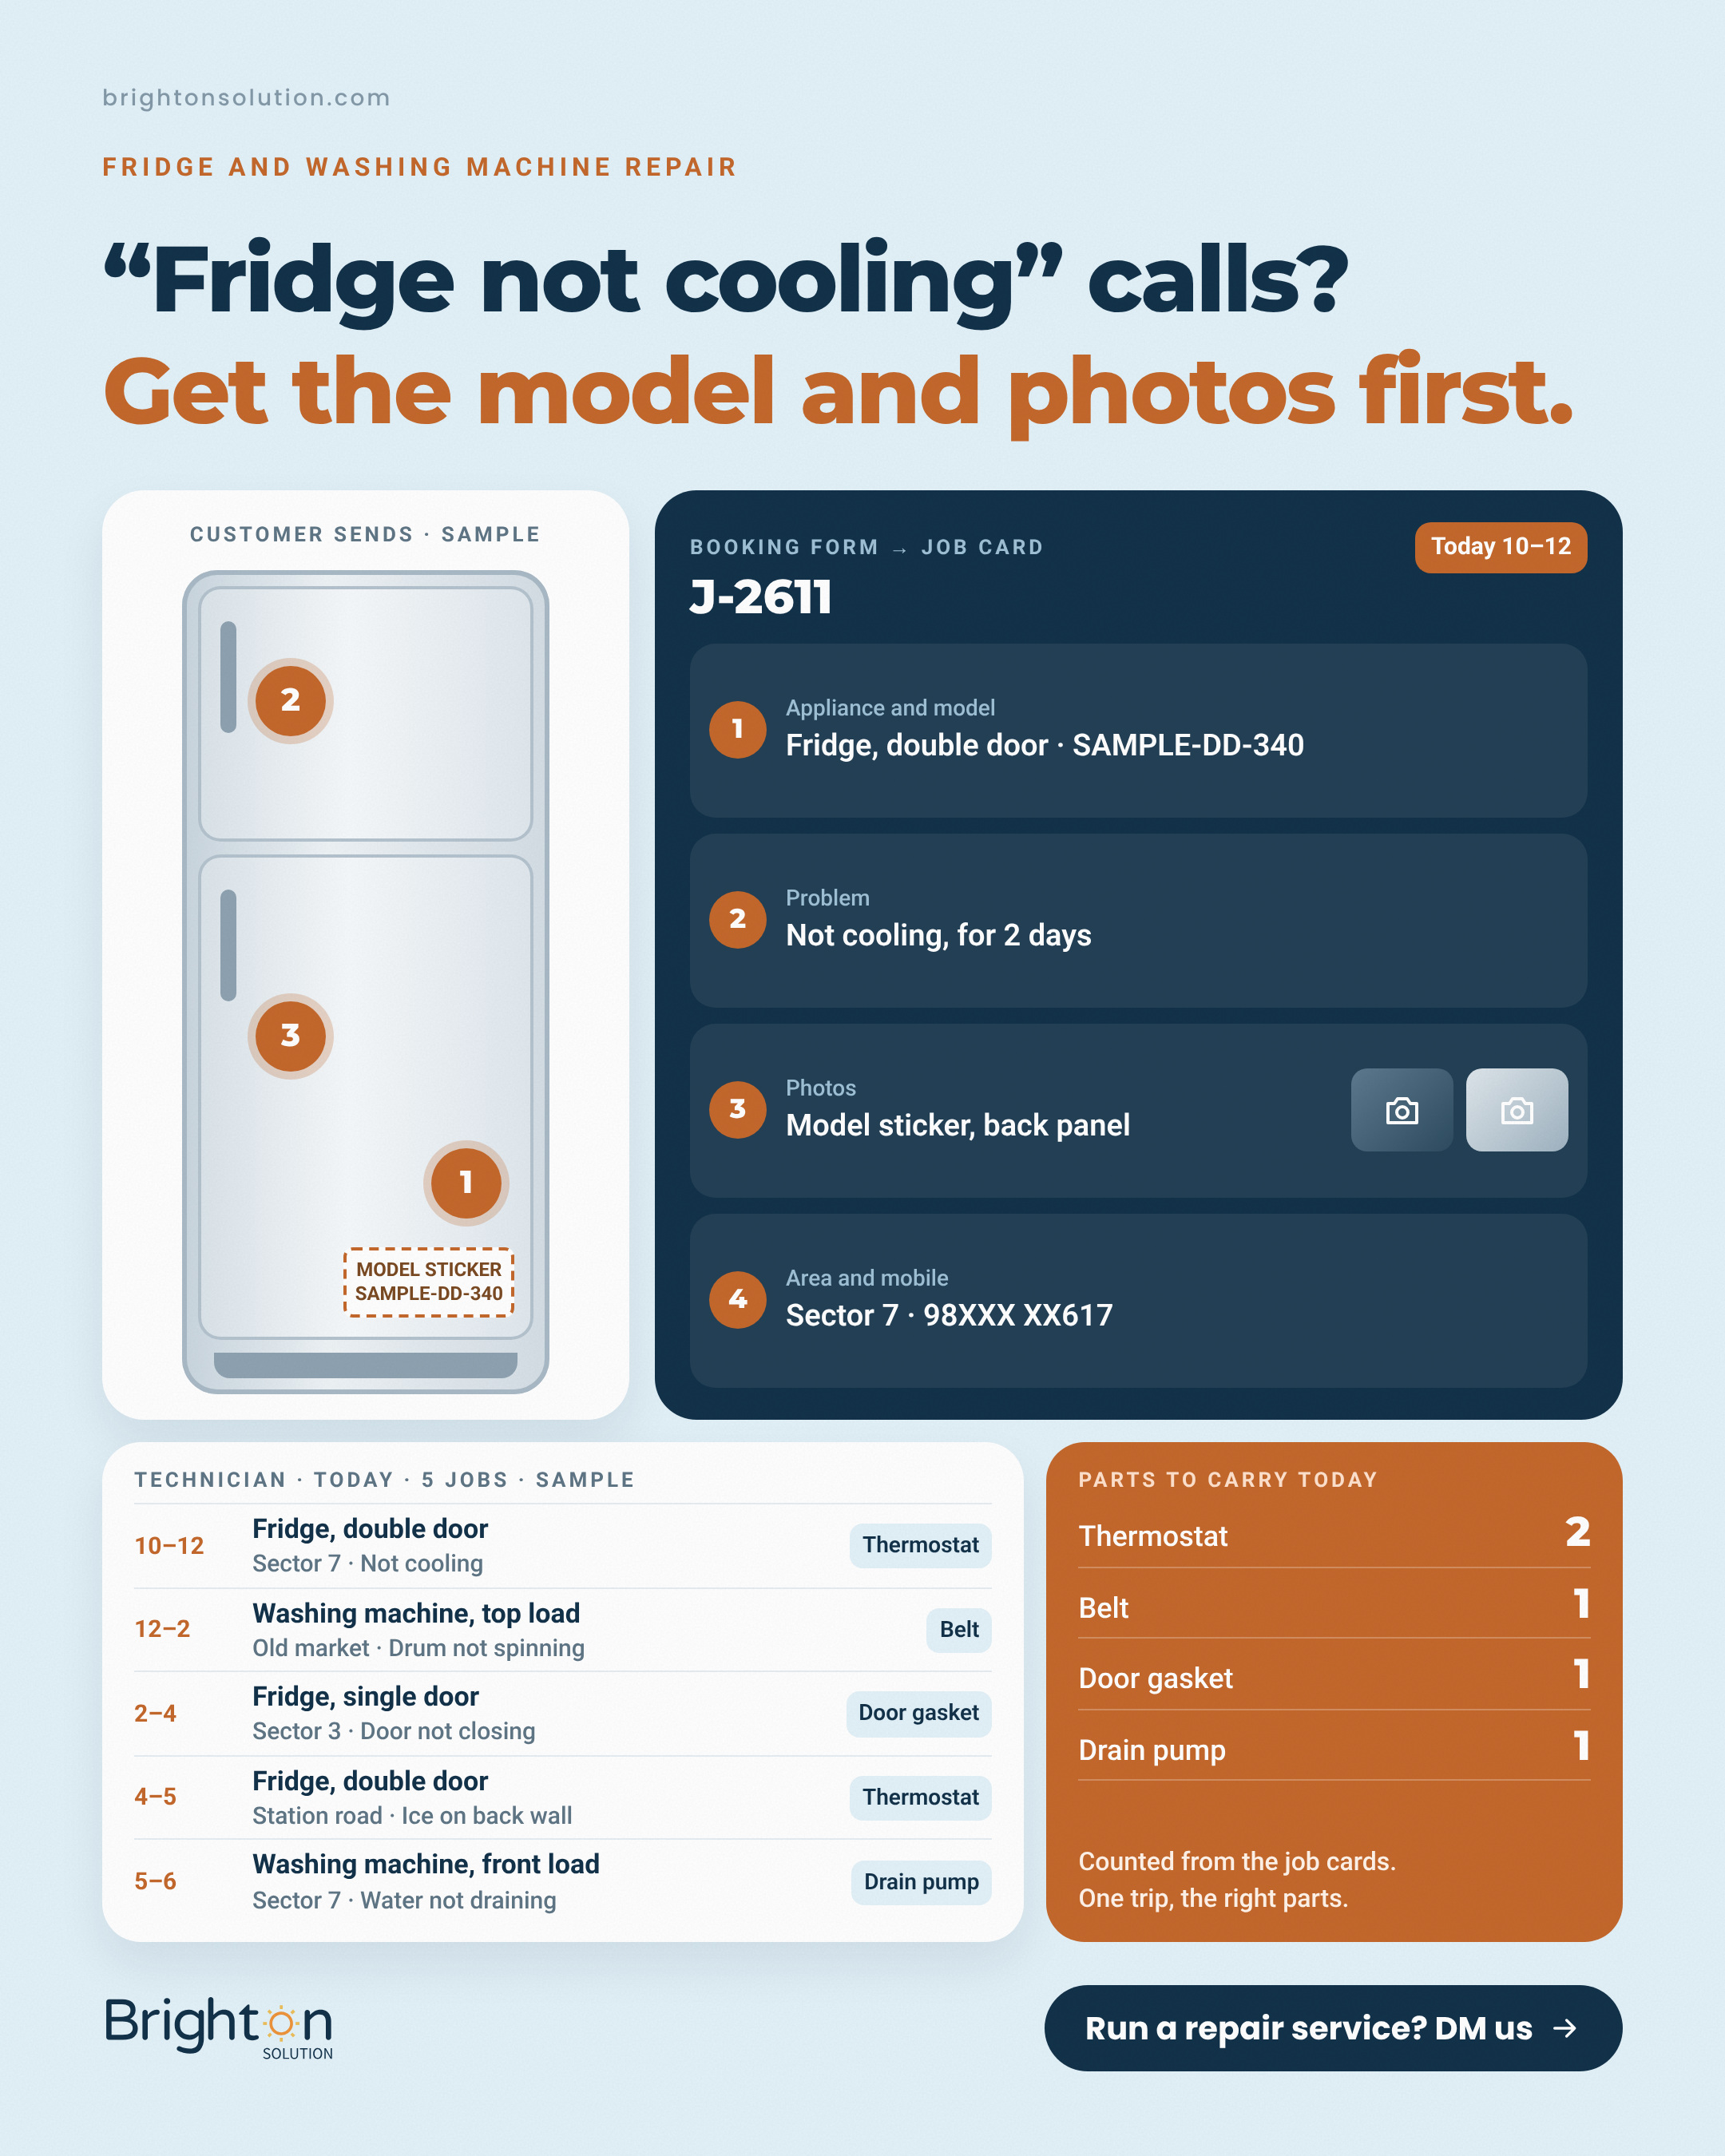 brightonsolution.com
FRIDGE AND WASHING MACHINE REPAIR
“Fridge not cooling” calls?
Get the model and photos first.
CUSTOMER SENDS · SAMPLE
2
3
1
MODEL STICKER
SAMPLE-DD-340
BOOKING FORM → JOB CARD
J-2611
Today 10–12
1
Appliance and model
Fridge, double door · SAMPLE-DD-340
2
Problem
Not cooling, for 2 days
3
Photos
Model sticker, back panel
4
Area and mobile
Sector 7 · 98XXX XX617
TECHNICIAN · TODAY · 5 JOBS · SAMPLE
10–12
Fridge, double door
Sector 7 · Not cooling
Thermostat
12–2
Washing machine, top load
Old market · Drum not spinning
Belt
2–4
Fridge, single door
Sector 3 · Door not closing
Door gasket
4–5
Fridge, double door
Station road · Ice on back wall
Thermostat
5–6
Washing machine, front load
Sector 7 · Water not draining
Drain pump
PARTS TO CARRY TODAY
Thermostat 2
Belt 1
Door gasket 1
Drain pump 1
Counted from the job cards.
One trip, the right parts.
Brighton
SOLUTION
Run a repair service? DM us →